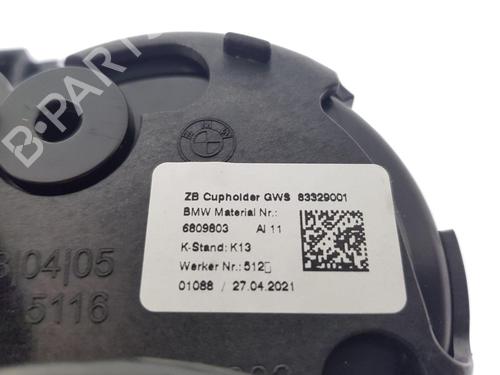 B-PARTS
BMW
ZB Cupholder GWS 83329001
BMW Material Nr.:
6809803 AI 11
K-Stand: K13
Werker Nr.: 512
01088 / 27.04.2021
/04/05
5116